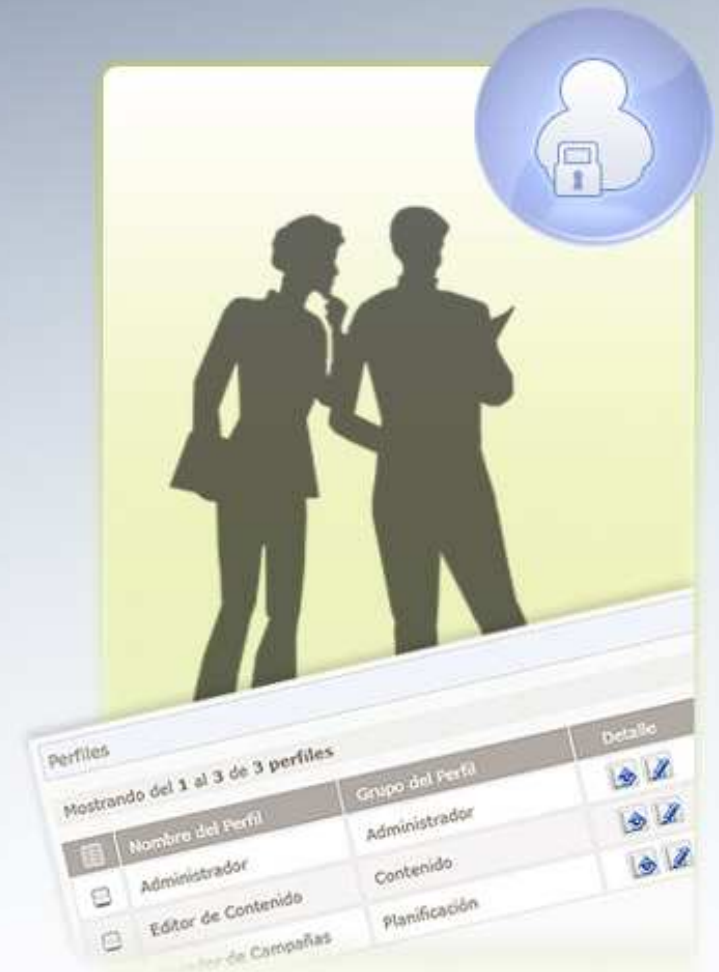 Perfiles
Mostrando del 1 al 3 de 3 perfiles
Nombre del Perfil Grupo del Perfil Detalle
Administrador Administrador
Editor de Contenido Contenido
de Campañas Planificación